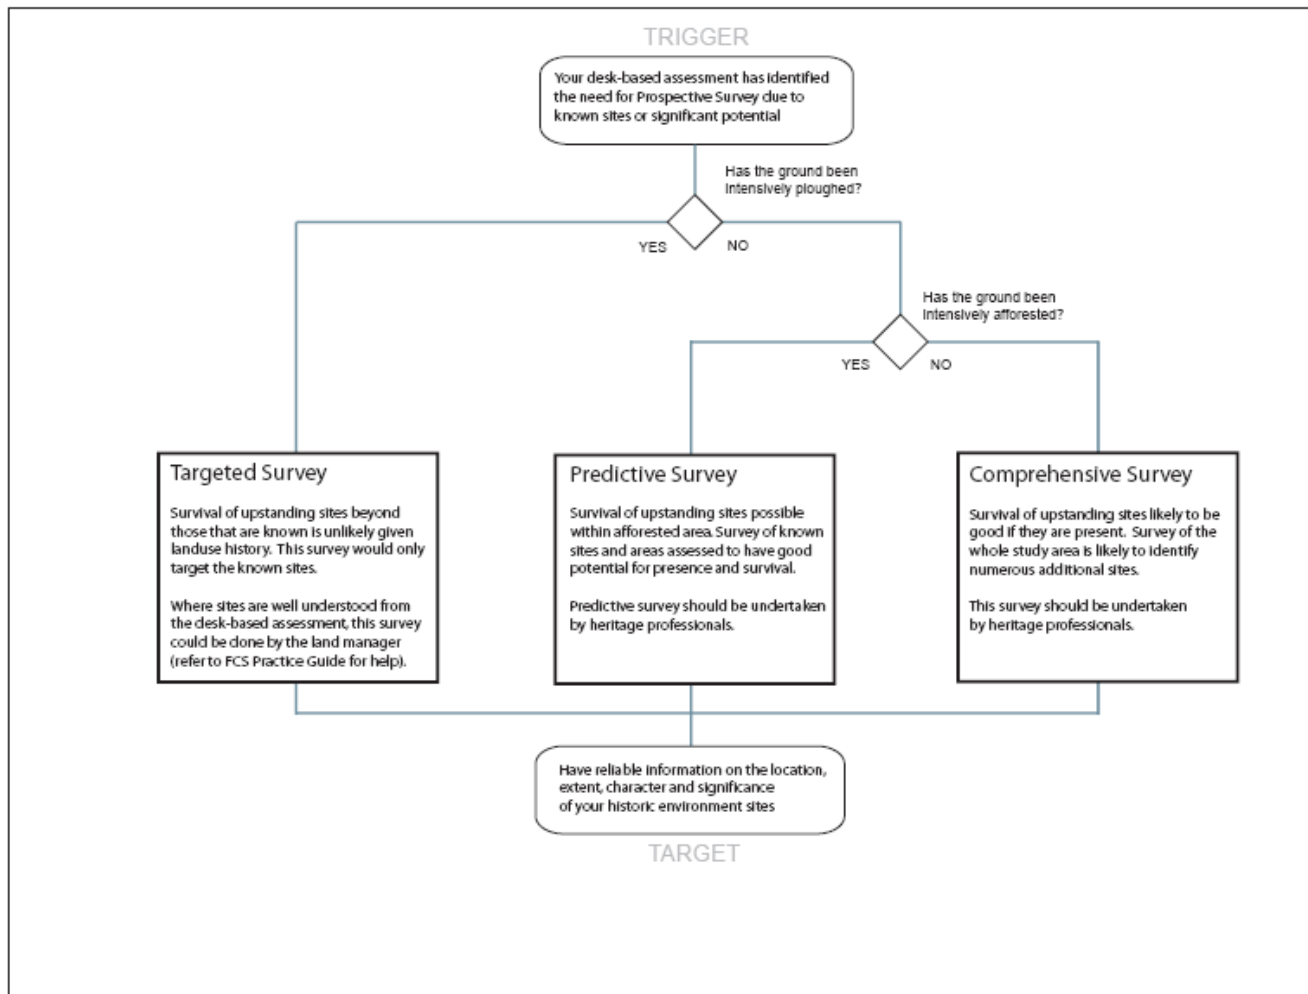 TRIGGER
Your desk-based assessment has identified
the need for Prospective Survey due to
known sites or significant potential
Has the ground been
intensively ploughed?
YES
NO
Has the ground been
intensively afforested?
YES
NO
Targeted Survey
Survival of upstanding sites beyond
those that are known is unlikely given
landuse history. This survey would only
target the known sites.
Where sites are well understood from
the desk-based assessment, this survey
could be done by the land manager
(refer to FCS Practice Guide for help).
Predictive Survey
Survival of upstanding sites possible
within afforested area. Survey of known
sites and areas assessed to have good
potential for presence and survival.
Predictive survey should be undertaken
by heritage professionals.
Comprehensive Survey
Survival of upstanding sites likely to be
good if they are present. Survey of the
whole study area is likely to identify
numerous additional sites.
This survey should be undertaken
by heritage professionals.
Have reliable information on the location,
extent, character and significance
of your historic environment sites
TARGET